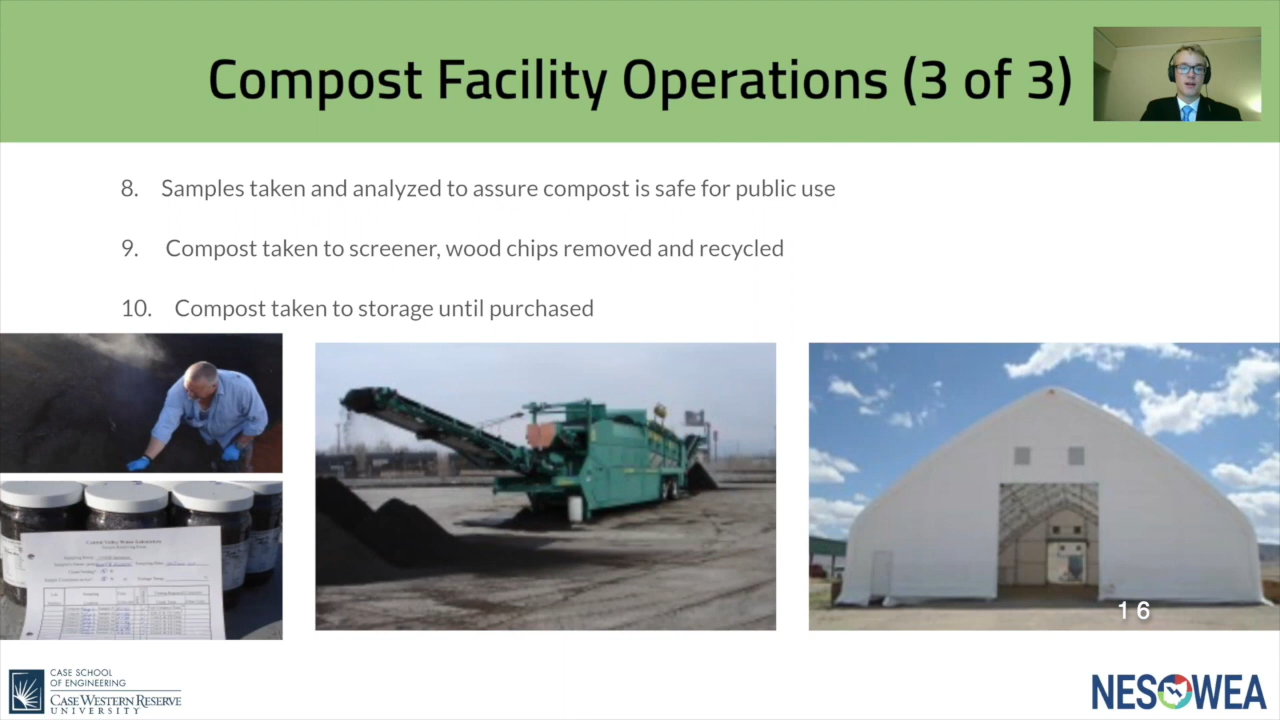 Compost Facility Operations (3 of 3)
8. Samples taken and analyzed to assure compost is safe for public use
9. Compost taken to screener, wood chips removed and recycled
10. Compost taken to storage until purchased
16
CASE SCHOOL
OF ENGINEERING
CASE WESTERN RESERVE
UNIVERSITY
NESOWEA